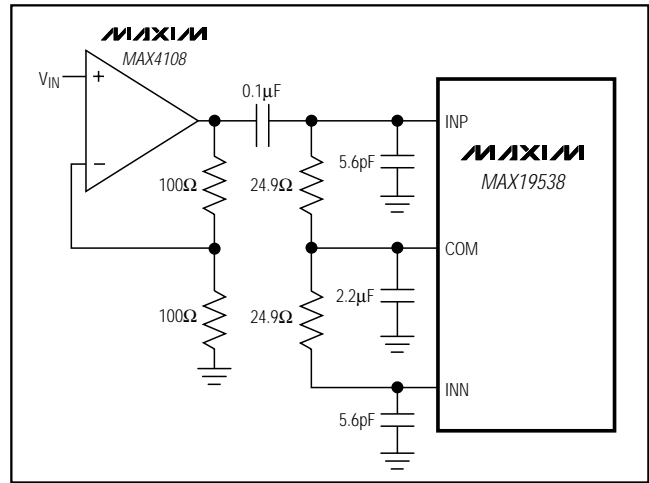 MAXIM
MAX4108
VIN
+
−
0.1µF
100Ω
24.9Ω
5.6pF
INP
MAXIM
MAX19538
COM
2.2µF
100Ω
24.9Ω
INN
5.6pF